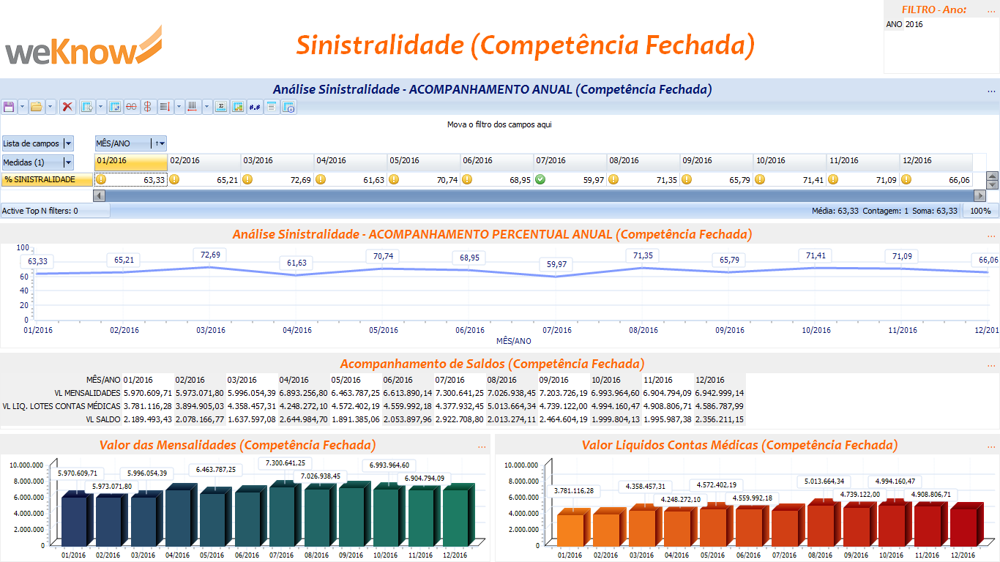 FILTRO - Ano: ...
ANO 2016
weKnow
Sinistralidade (Competência Fechada)
Análise Sinistralidade - ACOMPANHAMENTO ANUAL (Competência Fechada) ...
Mova o filtro dos campos aqui
Lista de campos MÊS/ANO
Medidas (1) 01/2016 02/2016 03/2016 04/2016 05/2016 06/2016 07/2016 08/2016 09/2016 10/2016 11/2016 12/2016
% SINISTRALIDADE 63,33 65,21 72,69 61,63 70,74 68,95 59,97 71,35 65,79 71,41 71,09 66,06
Active Top N filters: 0 Média: 63,33 Contagem: 1 Soma: 63,33 100%
Análise Sinistralidade - ACOMPANHAMENTO PERCENTUAL ANUAL (Competência Fechada) ...
100
63,33 65,21 72,69 61,63 70,74 68,95 59,97 71,35 65,79 71,41 71,09 66,06
60
40
20
0
01/2016 02/2016 03/2016 04/2016 05/2016 06/2016 07/2016 08/2016 09/2016 10/2016 11/2016 12/201
MÊS/ANO
Acompanhamento de Saldos (Competência Fechada) ...
MÊS/ANO 01/2016 02/2016 03/2016 04/2016 05/2016 06/2016 07/2016 08/2016 09/2016 10/2016 11/2016 12/2016
VL MENSALIDADES 5.970.609,71 5.973.071,80 5.996.054,39 6.893.256,80 6.463.787,25 6.613.890,14 7.300.641,25 7.026.938,45 7.203.726,19 6.993.964,60 6.904.794,09 6.942.999,14
VL LIQ. LOTES CONTAS MÉDICAS 3.781.116,28 3.894.905,03 4.358.457,31 4.248.272,10 4.572.402,19 4.559.992,18 4.377.932,45 5.013.664,34 4.739.122,00 4.994.160,47 4.908.806,71 4.586.787,99
VL SALDO 2.189.493,43 2.078.166,77 1.637.597,08 2.644.984,70 1.891.385,06 2.053.897,96 2.922.708,80 2.013.274,11 2.464.604,19 1.999.804,13 1.995.987,38 2.356.211,15
Valor das Mensalidades (Competência Fechada) ...
10.000.000
8.000.000
6.000.000
4.000.000
2.000.000
0
5.970.609,71 5.973.071,80 5.996.054,39 6.463.787,25 7.300.641,25 7.026.938,45 6.993.964,60 6.904.794,09
01/2016 02/2016 03/2016 04/2016 05/2016 06/2016 07/2016 08/2016 09/2016 10/2016 11/2016 12/2016
Valor Liquidos Contas Médicas (Competência Fechada) ...
10.000.000
8.000.000
6.000.000
4.000.000
2.000.000
0
3.781.116,28 4.358.457,31 4.248.272,10 4.572.402,19 4.559.992,18 5.013.664,34 4.739.122,00 4.994.160,47 4.908.806,71
01/2016 02/2016 03/2016 04/2016 05/2016 06/2016 07/2016 08/2016 09/2016 10/2016 11/2016 12/2016